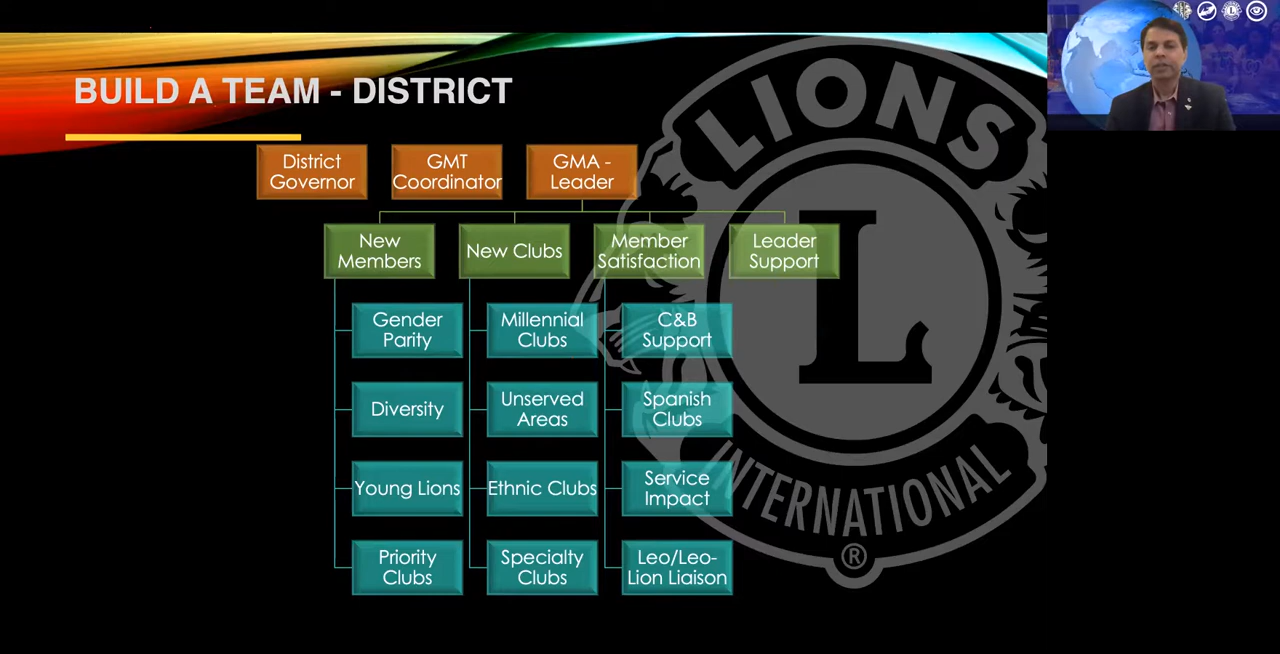 BUILD A TEAM - DISTRICT
District
Governor
GMT
Coordinator
GMA -
Leader
New
Members
New Clubs
Member
Satisfaction
Leader
Support
Gender
Parity
Millennial
Clubs
C&B
Support
Diversity
Unserved
Areas
Spanish
Clubs
Young Lions
Ethnic Clubs
Service
Impact
Priority
Clubs
Specialty
Clubs
Leo/Leo-
Lion Liaison
LIONS
L
INTERNATIONAL
®